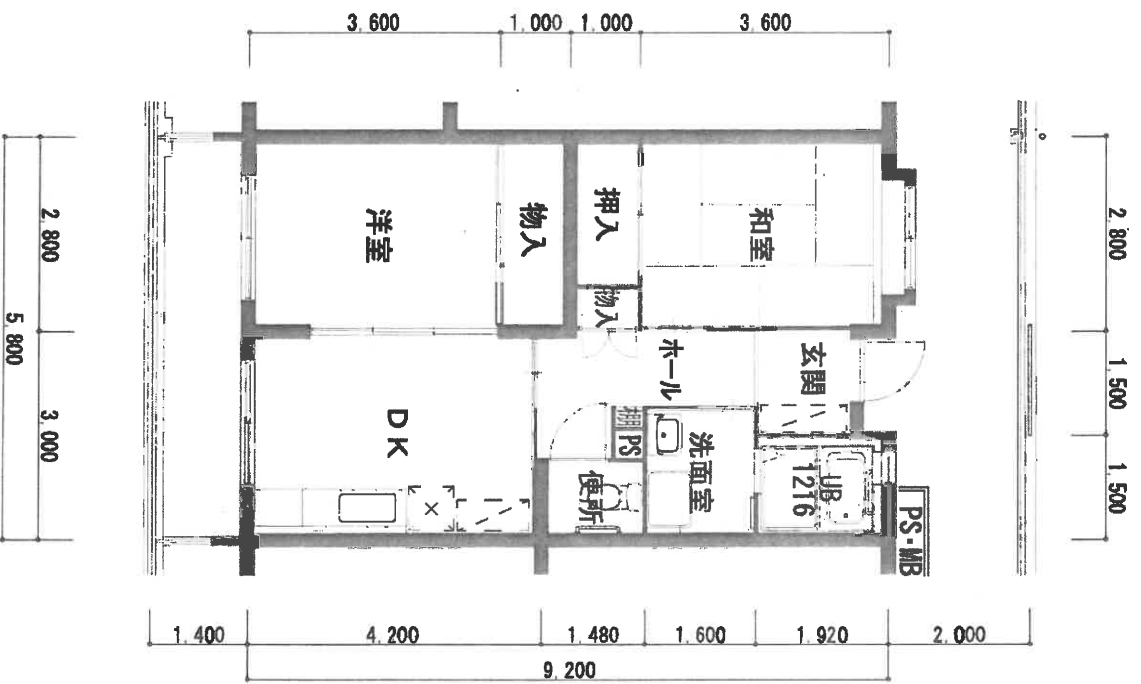 3,600
1,000
1,000
3,600
2,800
5,800
3,000
2,800
1,500
1,500
洋室
物入
押入
和室
物入
ホール
玄関
DK
棚
PS
洗面室
UB
1216
便所
PS・MB
1,400
4,200
1,480
1,600
1,920
2,000
9,200